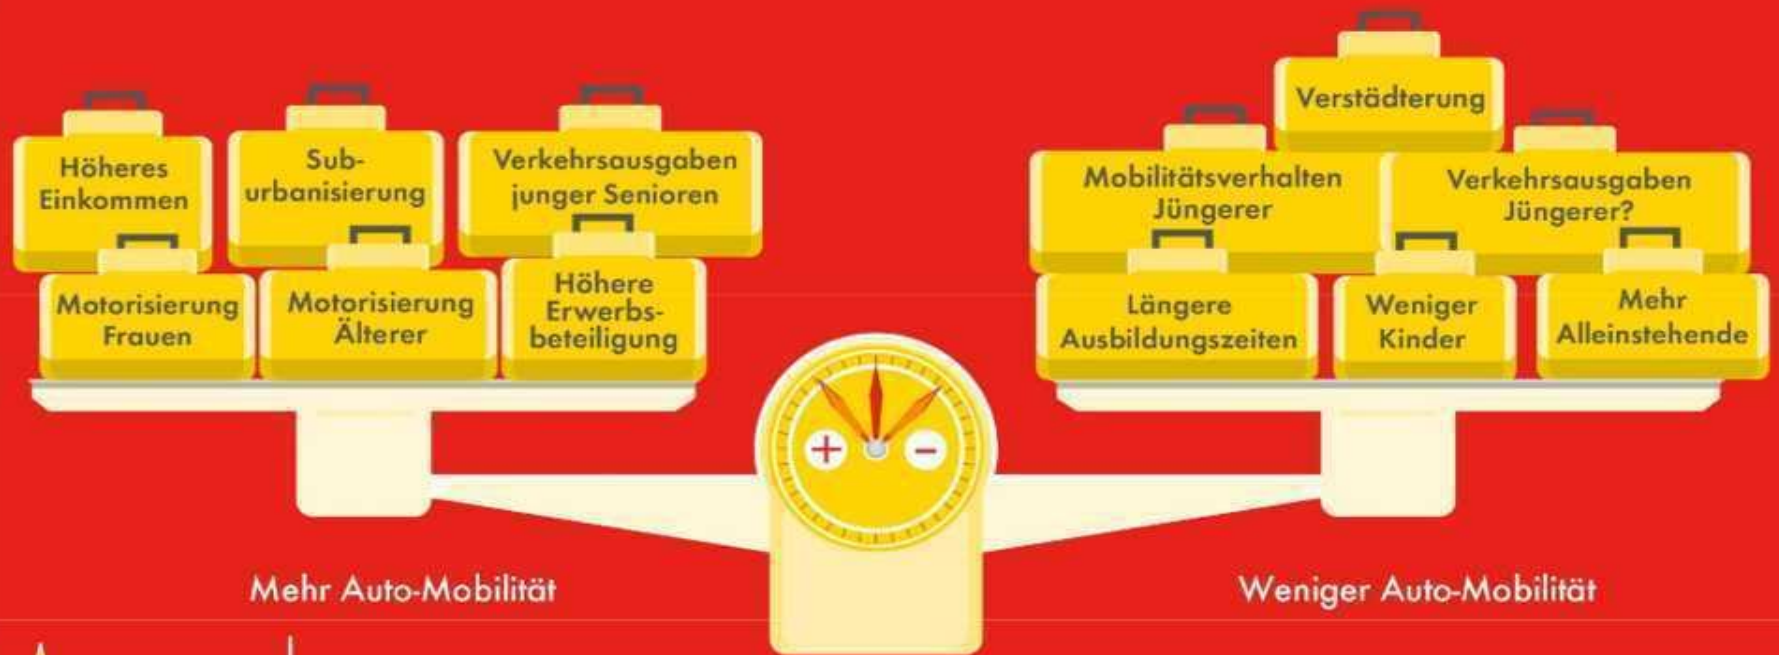 Höheres
Einkommen
Sub-
urbanisierung
Verkehrsausgaben
junger Senioren
Motorisierung
Frauen
Motorisierung
Älterer
Höhere
Erwerbs-
beteiligung
Verstädterung
Mobilitätsverhalten
Jüngerer
Verkehrsausgaben
Jüngerer?
Längere
Ausbildungszeiten
Weniger
Kinder
Mehr
Alleinstehende
+
−
Mehr Auto-Mobilität
Weniger Auto-Mobilität